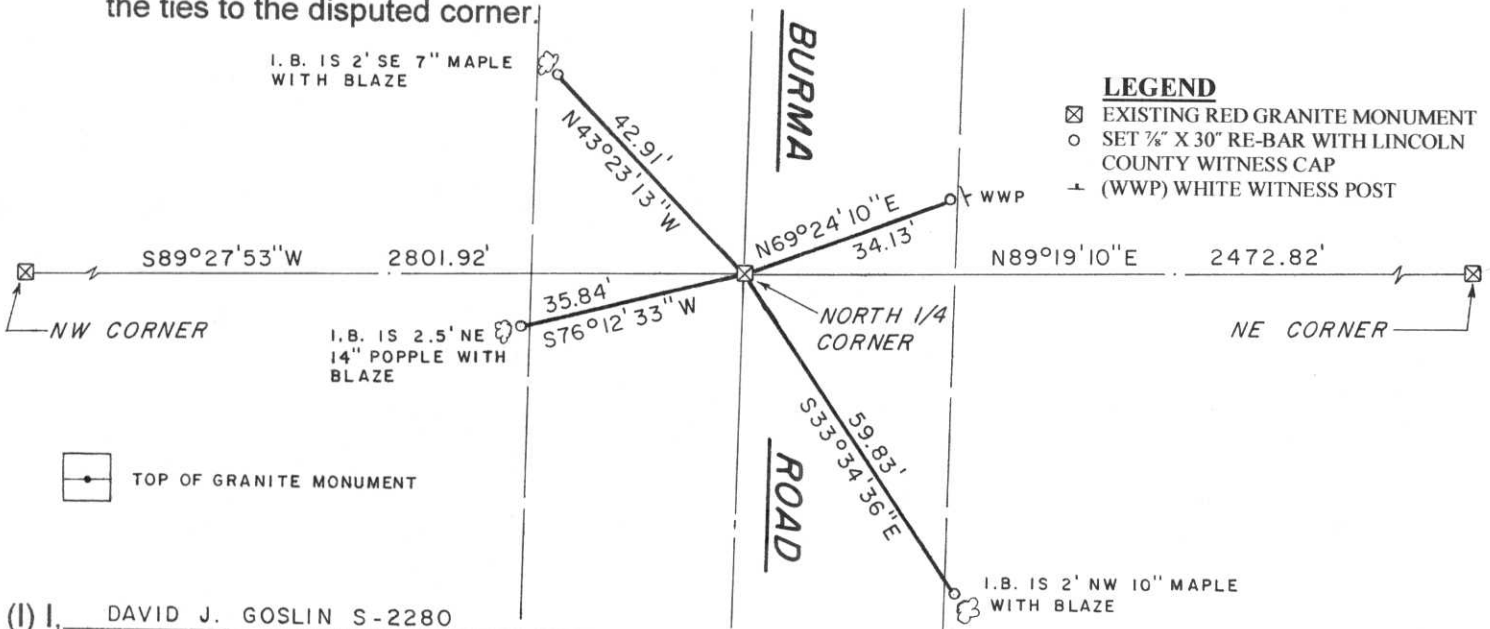 the ties to the disputed corner.
I.B. IS 2' SE 7" MAPLE
WITH BLAZE
42.91'
N43°23'13"W
BURMA
LEGEND
EXISTING RED GRANITE MONUMENT
SET ⅞" X 30" RE-BAR WITH LINCOLN
COUNTY WITNESS CAP
(WWP) WHITE WITNESS POST
WWP
N69°24'10"E
34.13'
S89°27'53"W 2801.92'
N89°19'10"E 2472.82'
NW CORNER
35.84'
S76°12'33"W
I.B. IS 2.5' NE
14" POPPLE WITH
BLAZE
NORTH 1/4
CORNER
NE CORNER
59.83'
S33°34'36"E
TOP OF GRANITE MONUMENT
ROAD
I.B. IS 2' NW 10" MAPLE
WITH BLAZE
(I) I, DAVID J. GOSLIN S-2280